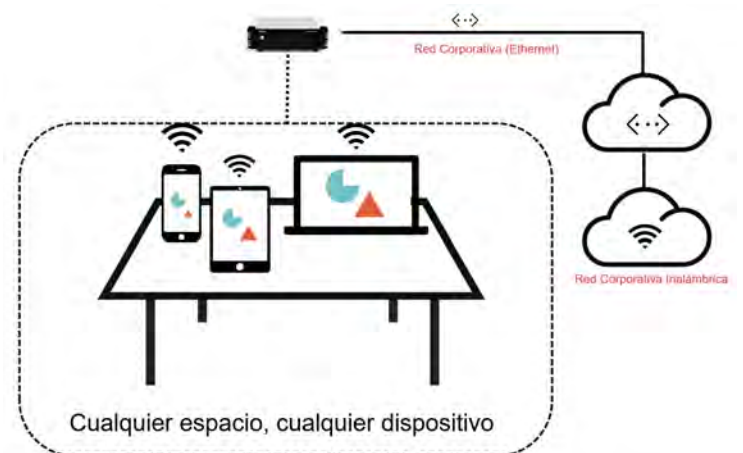 Red Corporativa (Ethernet)
Red Corporativa Inalámbrica
Cualquier espacio, cualquier dispositivo